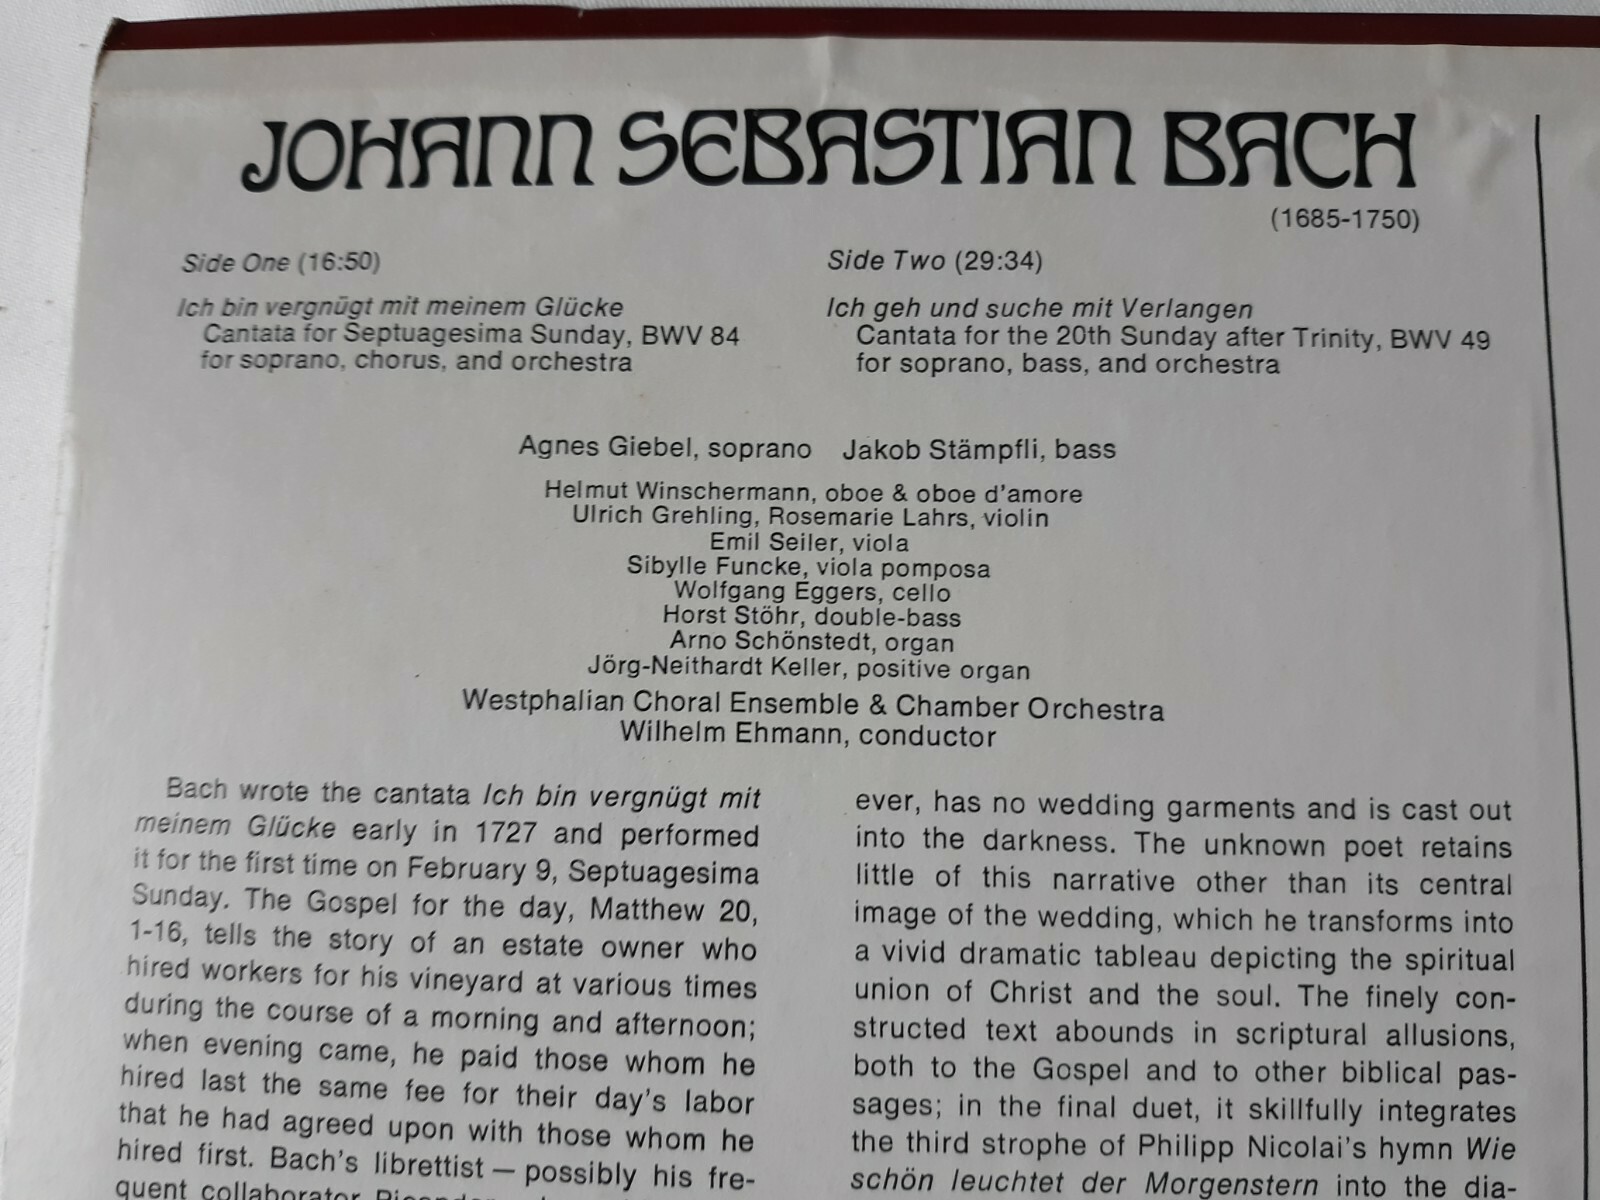 JOHANN SEBASTIAN BACH
(1685-1750)
Side One (16:50)
Ich bin vergnügt mit meinem Glücke
Cantata for Septuagesima Sunday, BWV 84
for soprano, chorus, and orchestra
Side Two (29:34)
Ich geh und suche mit Verlangen
Cantata for the 20th Sunday after Trinity, BWV 49
for soprano, bass, and orchestra
Agnes Giebel, soprano Jakob Stämpfli, bass
Helmut Winschermann, oboe & oboe d'amore
Ulrich Grehling, Rosemarie Lahrs, violin
Emil Seiler, viola
Sibylle Funcke, viola pomposa
Wolfgang Eggers, cello
Horst Stöhr, double-bass
Arno Schönstedt, organ
Jörg-Neithardt Keller, positive organ
Westphalian Choral Ensemble & Chamber Orchestra
Wilhelm Ehmann, conductor
Bach wrote the cantata Ich bin vergnügt mit
meinem Glücke early in 1727 and performed
it for the first time on February 9, Septuagesima
Sunday. The Gospel for the day, Matthew 20,
1-16, tells the story of an estate owner who
hired workers for his vineyard at various times
during the course of a morning and afternoon;
when evening came, he paid those whom he
hired last the same fee for their day's labor
that he had agreed upon with those whom he
hired first. Bach's librettist — possibly his fre-
quent collaborator
ever, has no wedding garments and is cast out
into the darkness. The unknown poet retains
little of this narrative other than its central
image of the wedding, which he transforms into
a vivid dramatic tableau depicting the spiritual
union of Christ and the soul. The finely con-
structed text abounds in scriptural allusions,
both to the Gospel and to other biblical pas-
sages; in the final duet, it skillfully integrates
the third strophe of Philipp Nicolai's hymn Wie
schön leuchtet der Morgenstern into the dia-